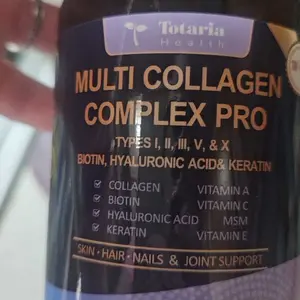 Totaria
Health
MULTI COLLAGEN
COMPLEX PRO
TYPES I, II, III, V, & X
BIOTIN, HYALURONIC ACID& KERATIN
COLLAGEN VITAMIN A
BIOTIN VITAMIN C
HYALURONIC ACID MSM
KERATIN VITAMIN E
SKIN · HAIR · NAILS & JOINT SUPPORT